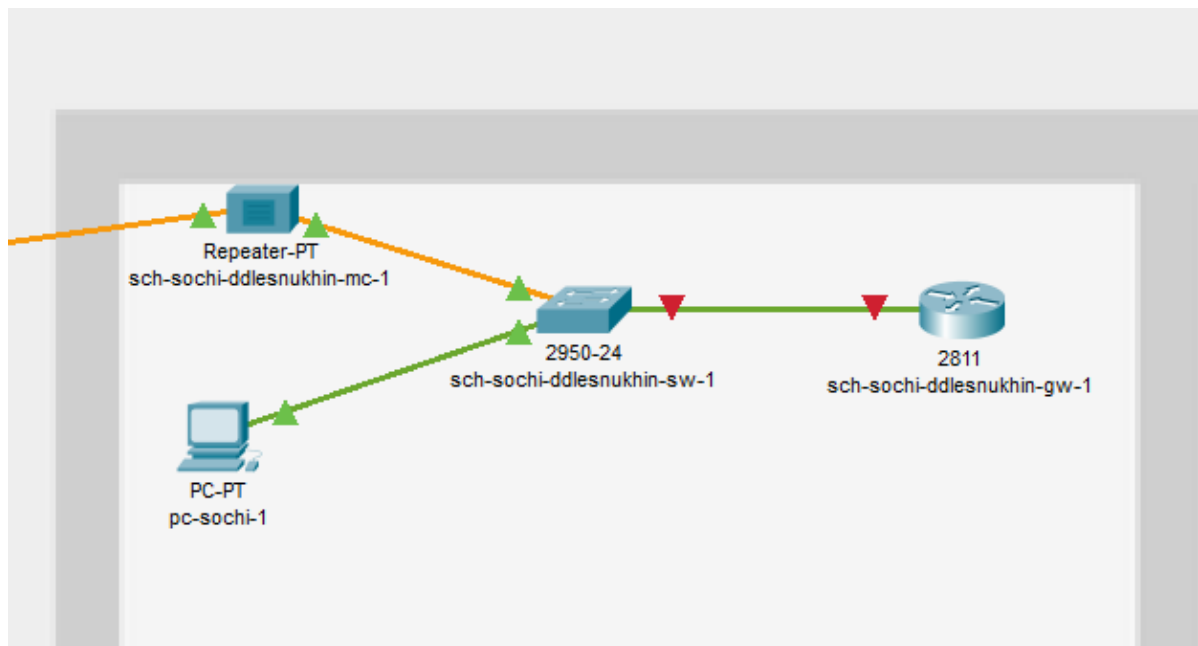 Repeater-PT
sch-sochi-ddlesnukhin-mc-1
2950-24
sch-sochi-ddlesnukhin-sw-1
2811
sch-sochi-ddlesnukhin-gw-1
PC-PT
pc-sochi-1